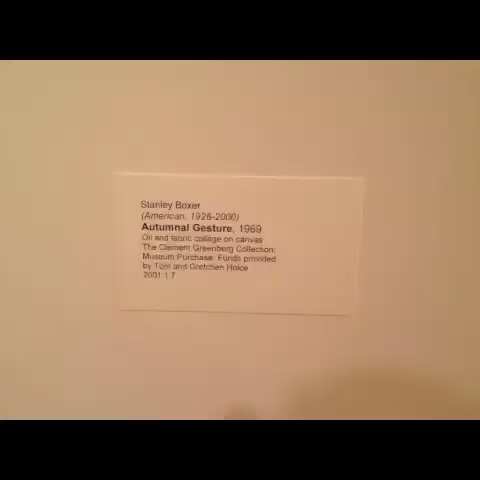 Stanley Boxer
(American, 1926-2000)
Autumnal Gesture, 1969
Oil and fabric collage on canvas
The Clement Greenberg Collection;
Museum Purchase: Funds provided
by Tom and Gretchen Holce
2001.1.7